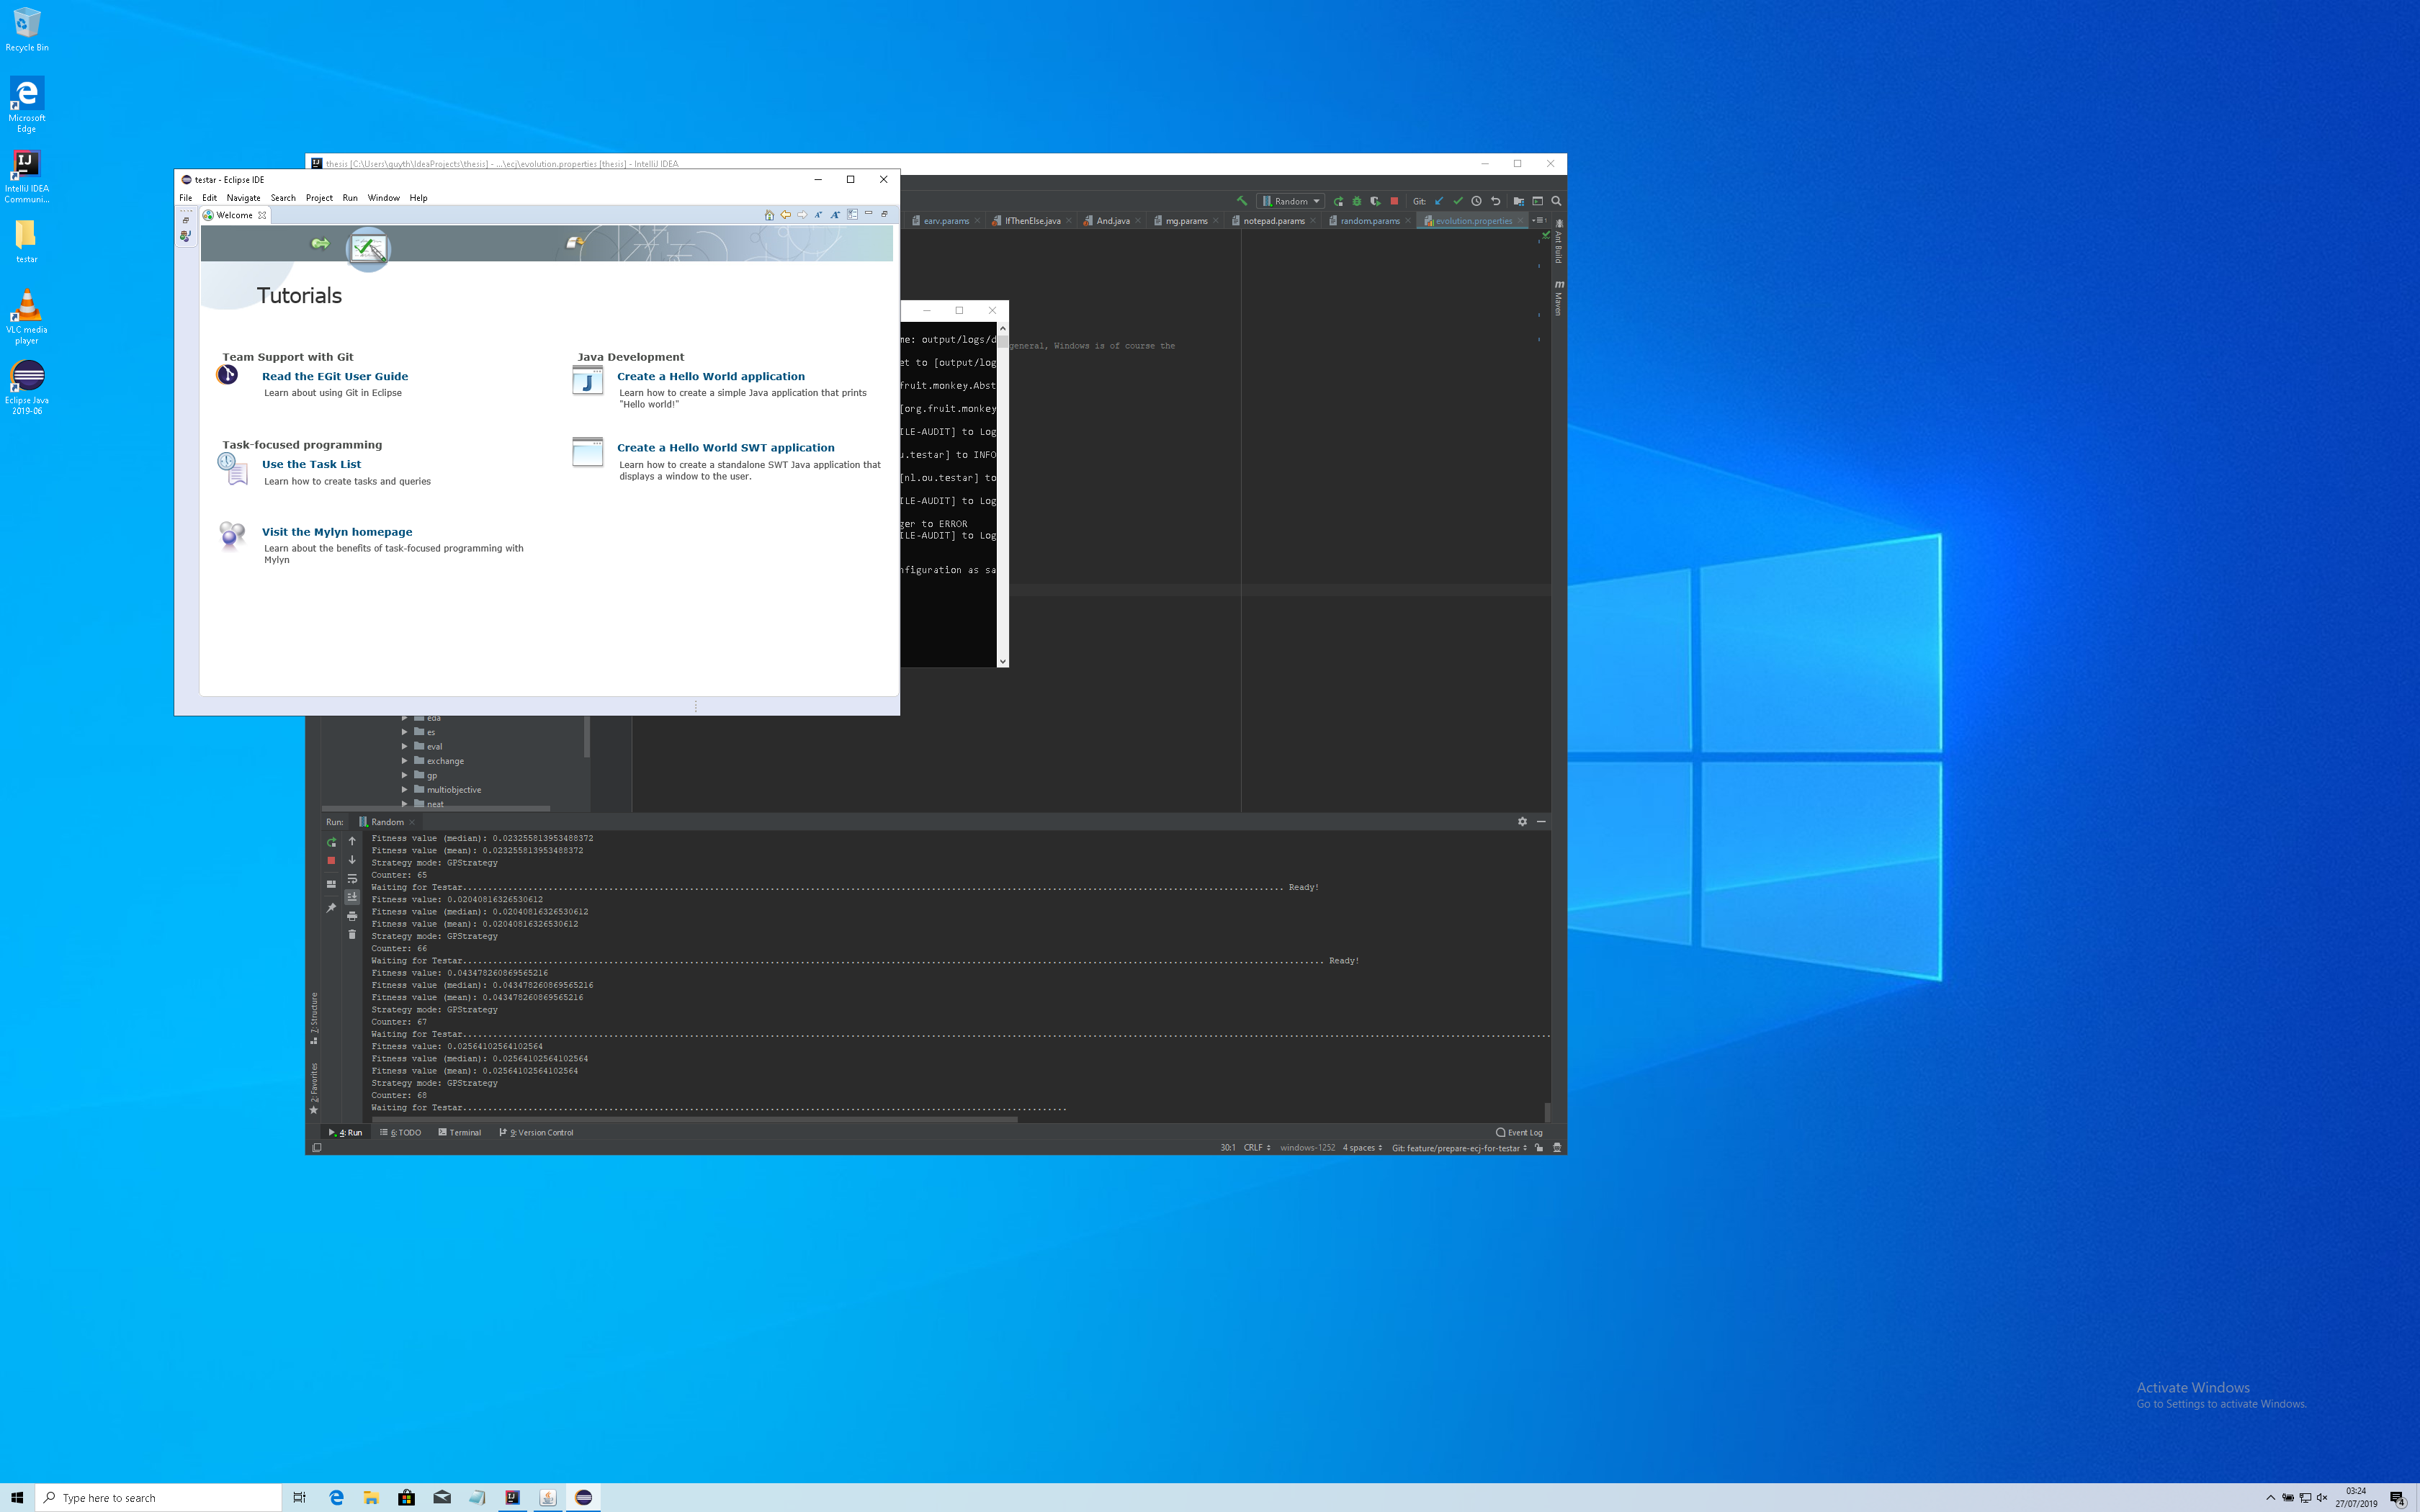 Recycle Bin
Microsoft
Edge
IntelliJ IDEA
Communi...
testar
VLC media
player
Eclipse Java
2019-06
thesis [C:\Users\guyth\IdeaProjects\thesis] - ...\ecj\evolution.properties [thesis] - IntelliJ IDEA
testar - Eclipse IDE
File Edit Navigate Search Project Run Window Help
Welcome
Tutorials
Team Support with Git
Read the EGit User Guide
Learn about using Git in Eclipse
Task-focused programming
Use the Task List
Learn how to create tasks and queries
Visit the Mylyn homepage
Learn about the benefits of task-focused programming with
Mylyn
Java Development
Create a Hello World application
Learn how to create a simple Java application that prints
"Hello world!"
Create a Hello World SWT application
Learn how to create a standalone SWT Java application that
displays a window to the user.
Random
Git:
earv.params IfThenElse.java And.java mg.params notepad.params random.params evolution.properties
Ant Build
Maven
me: output/logs/d
general, Windows is of course the
et to [output/log
fruit.monkey.Abst
[org.fruit.monkey
ILE-AUDIT] to Log
u.testar] to INFO
[nl.ou.testar] to
ILE-AUDIT] to Log
ger to ERROR
ILE-AUDIT] to Log
nfiguration as sa
eda
es
eval
exchange
gp
multiobjective
neat
Run: Random
Fitness value (median): 0.023255813953488372
Fitness value (mean): 0.023255813953488372
Strategy mode: GPStrategy
Counter: 65
Waiting for Testar.................................................................................................................................................................... Ready!
Fitness value: 0.02040816326530612
Fitness value (median): 0.02040816326530612
Fitness value (mean): 0.02040816326530612
Strategy mode: GPStrategy
Counter: 66
Waiting for Testar............................................................................................................................................................................ Ready!
Fitness value: 0.043478260869565216
Fitness value (median): 0.043478260869565216
Fitness value (mean): 0.043478260869565216
Strategy mode: GPStrategy
Counter: 67
Waiting for Testar.........................................................................................................................................................................................................................
Fitness value: 0.02564102564102564
Fitness value (median): 0.02564102564102564
Fitness value (mean): 0.02564102564102564
Strategy mode: GPStrategy
Counter: 68
Waiting for Testar........................................................................................................................
7: Structure
2: Favorites
4: Run 6: TODO Terminal 9: Version Control
Event Log
30:1 CRLF windows-1252 4 spaces Git: feature/prepare-ecj-for-testar
Activate Windows
Go to Settings to activate Windows.
Type here to search
03:24
27/07/2019
4